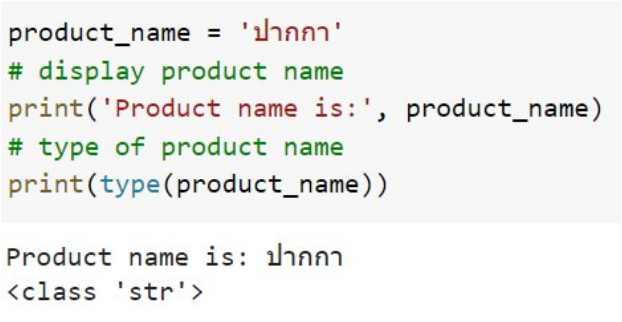 product_name = 'ปากกา'
# display product name
print('Product name is:', product_name)
# type of product name
print(type(product_name))
Product name is: ปากกา
<class 'str'>